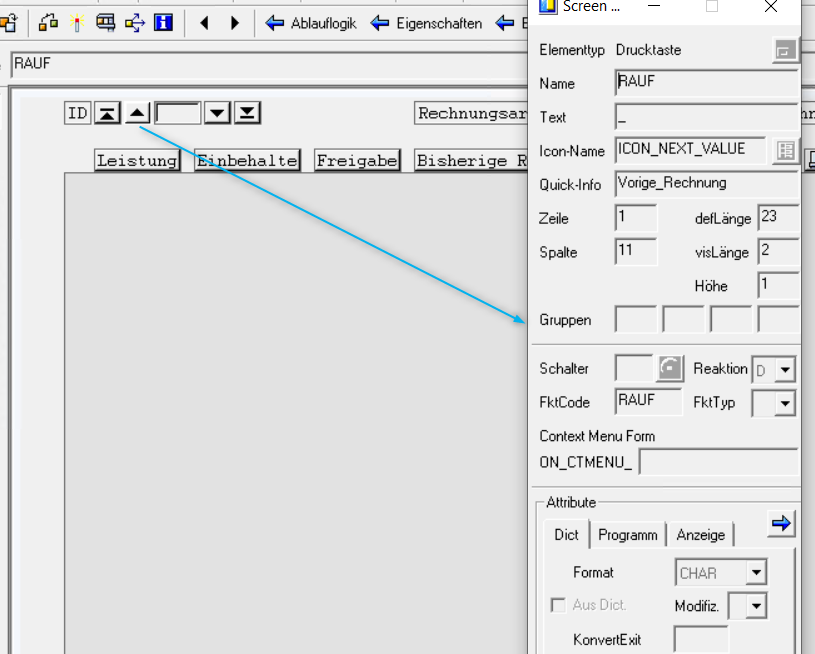 Screen ...
Ablauflogik Eigenschaften
RAUF
ID
Leistung Einbehalte Freigabe
Elementtyp Drucktaste
Name RAUF
Text _
Icon-Name ICON_NEXT_VALUE
Quick-Info Vorige_Rechnung
Zeile 1 defLänge 23
Spalte 11 visLänge 2
Höhe 1
Gruppen
Schalter Reaktion D
FktCode RAUF FktTyp
Context Menu Form
ON_CTMENU_
Attribute
Dict Programm Anzeige
Format CHAR
Aus Dict. Modifiz.
KonvertExit